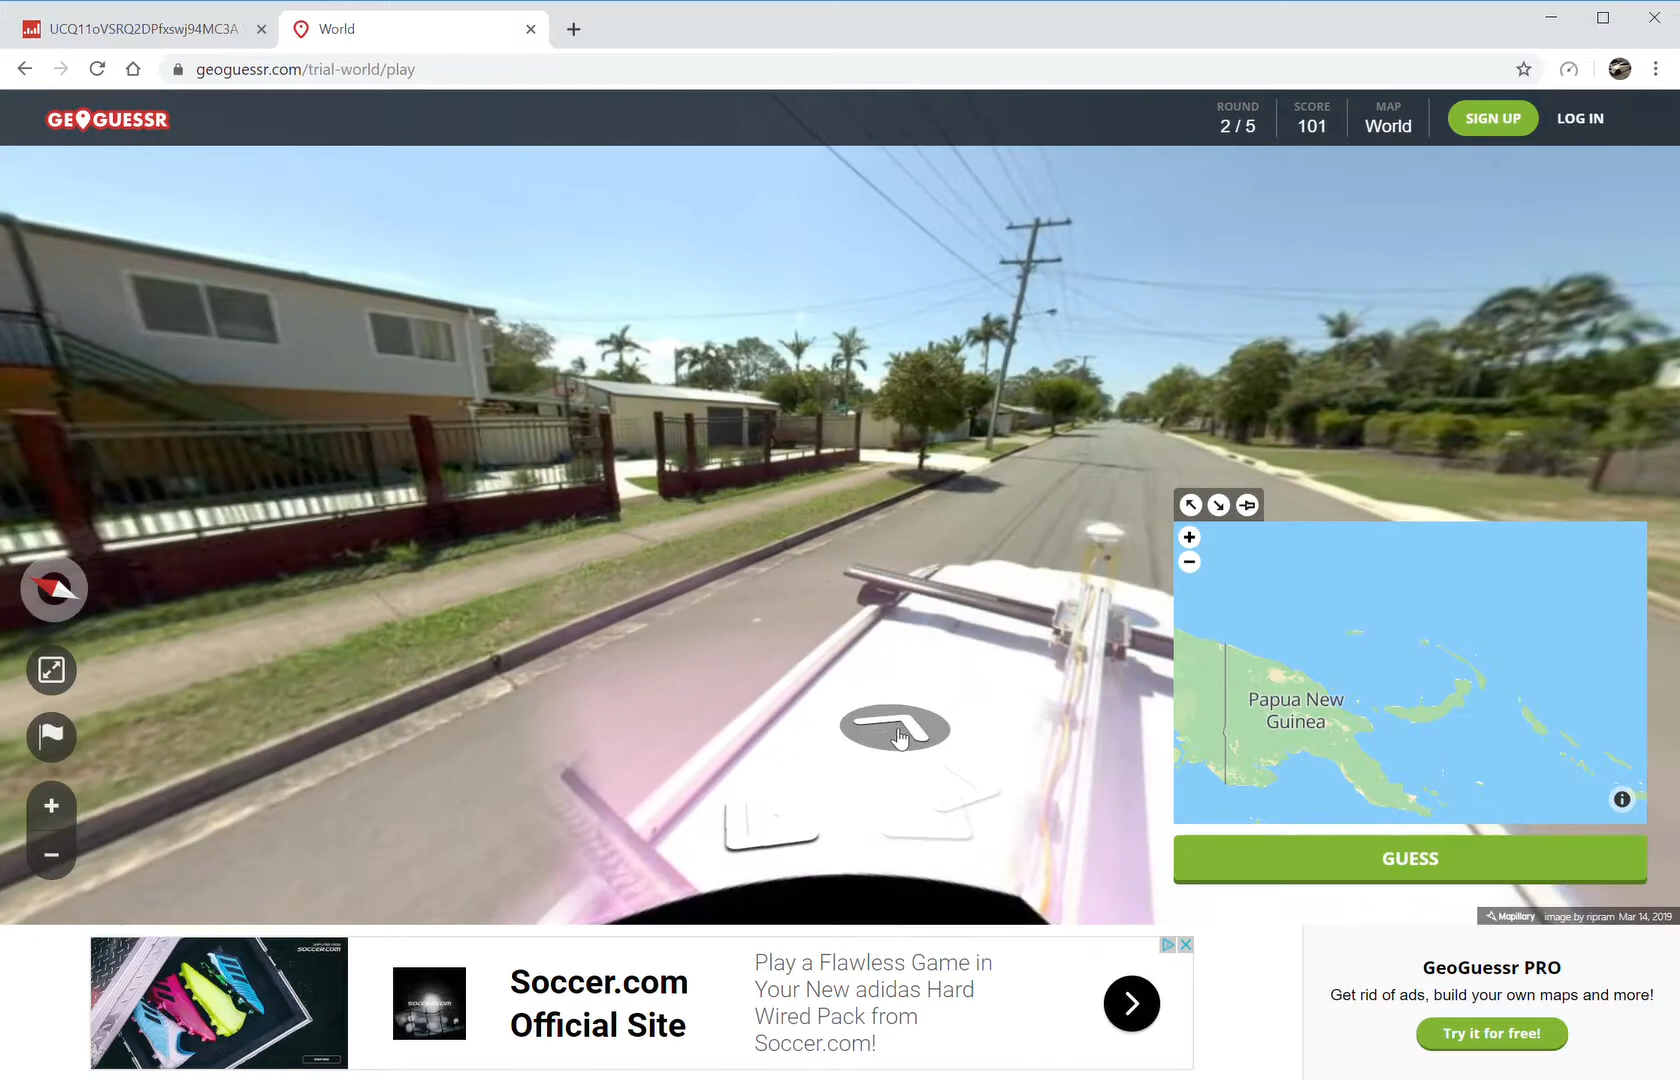 UCQ11oVSRQ2DPfxswj94MC3A
World
geoguessr.com/trial-world/play
GEOGUESSR
ROUND
2 / 5
SCORE
101
MAP
World
SIGN UP
LOG IN
Papua New
Guinea
GUESS
Mapillary image by ripram Mar 14, 2019
SOCCER.COM
Soccer.com
Official Site
Play a Flawless Game in
Your New adidas Hard
Wired Pack from
Soccer.com!
GeoGuessr PRO
Get rid of ads, build your own maps and more!
Try it for free!